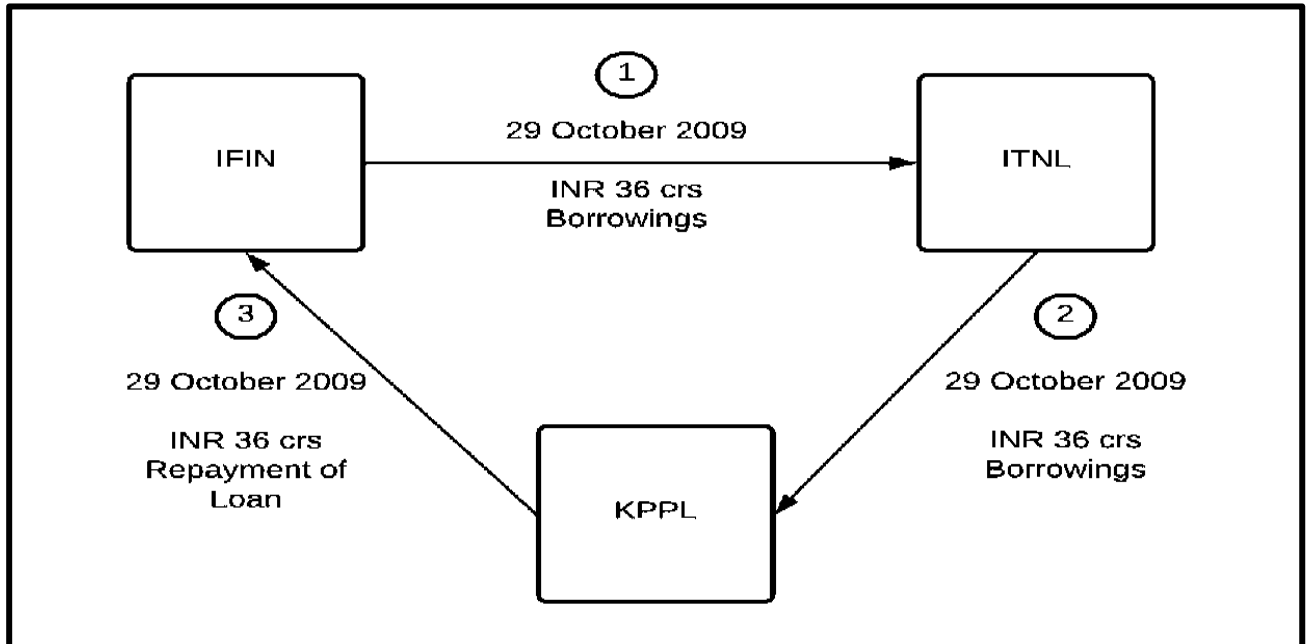 1
29 October 2009
IFIN
ITNL
INR 36 crs
Borrowings
3
2
29 October 2009
29 October 2009
INR 36 crs
Repayment of
Loan
INR 36 crs
Borrowings
KPPL